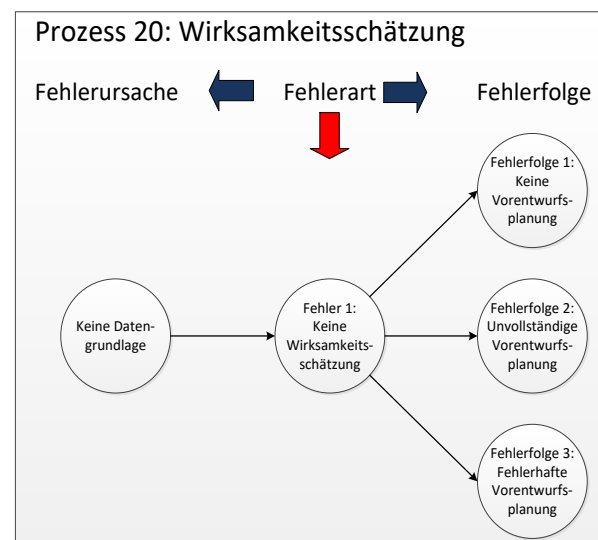 Prozess 20: Wirksamkeitsschätzung
Fehlerursache
Fehlerart
Fehlerfolge
Keine Daten-
grundlage
Fehler 1:
Keine
Wirksamkeits-
schätzung
Fehlerfolge 1:
Keine
Vorentwurfs-
planung
Fehlerfolge 2:
Unvollständige
Vorentwurfs-
planung
Fehlerfolge 3:
Fehlerhafte
Vorentwurfs-
planung